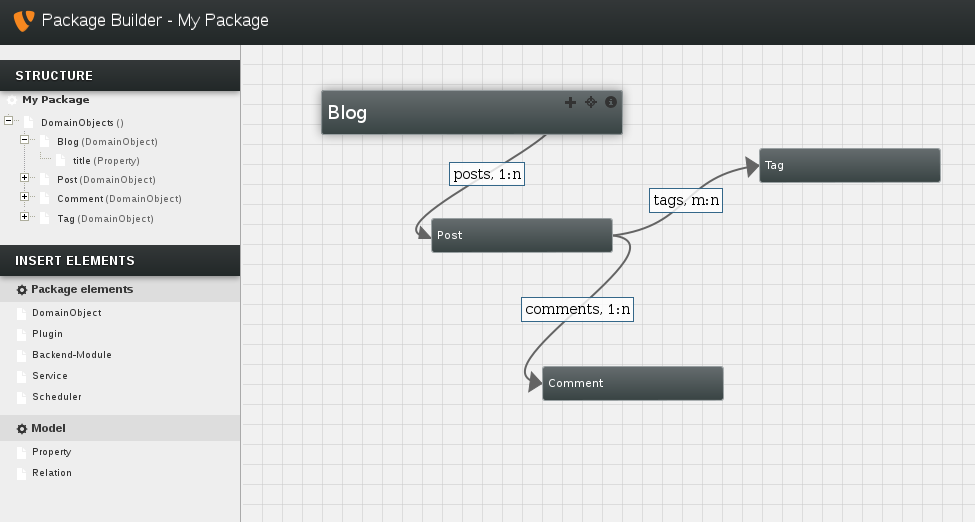 Package Builder - My Package
STRUCTURE
My Package
DomainObjects ()
Blog (DomainObject)
title (Property)
Post (DomainObject)
Comment (DomainObject)
Tag (DomainObject)
INSERT ELEMENTS
Package elements
DomainObject
Plugin
Backend-Module
Service
Scheduler
Model
Property
Relation
Blog
posts, 1:n
Tag
tags, m:n
Post
comments, 1:n
Comment